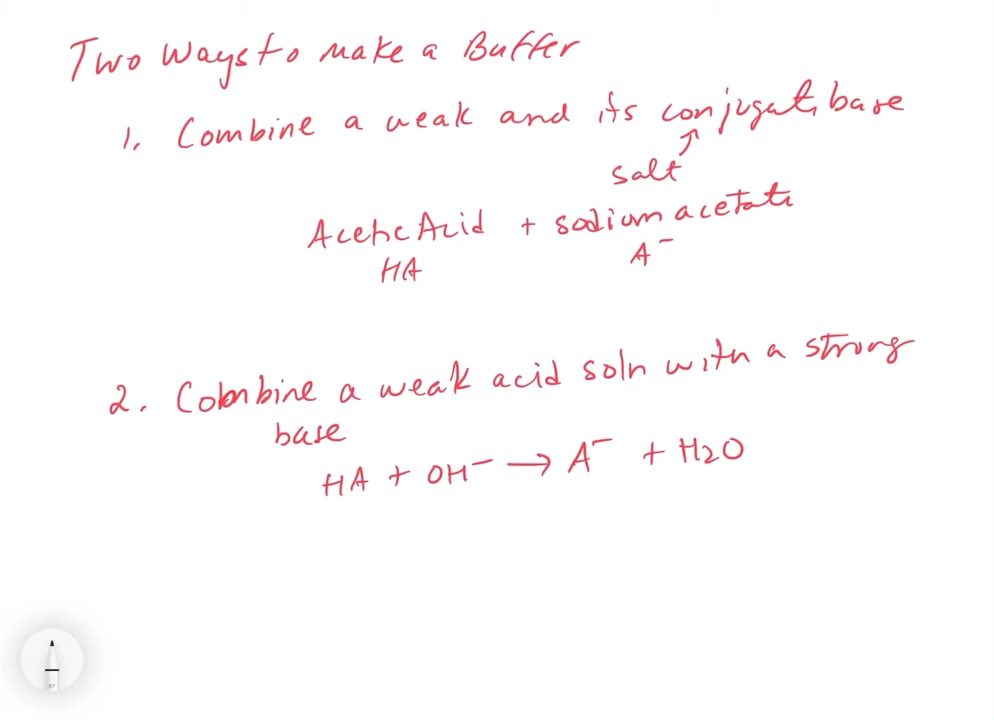 Two Ways to make a Buffer
1. Combine a weak and its conjugate base
salt
Acetic Acid + sodium acetate
HA A⁻
2. Combine a weak acid soln with a strong
base
HA + OH⁻ → A⁻ + H2O